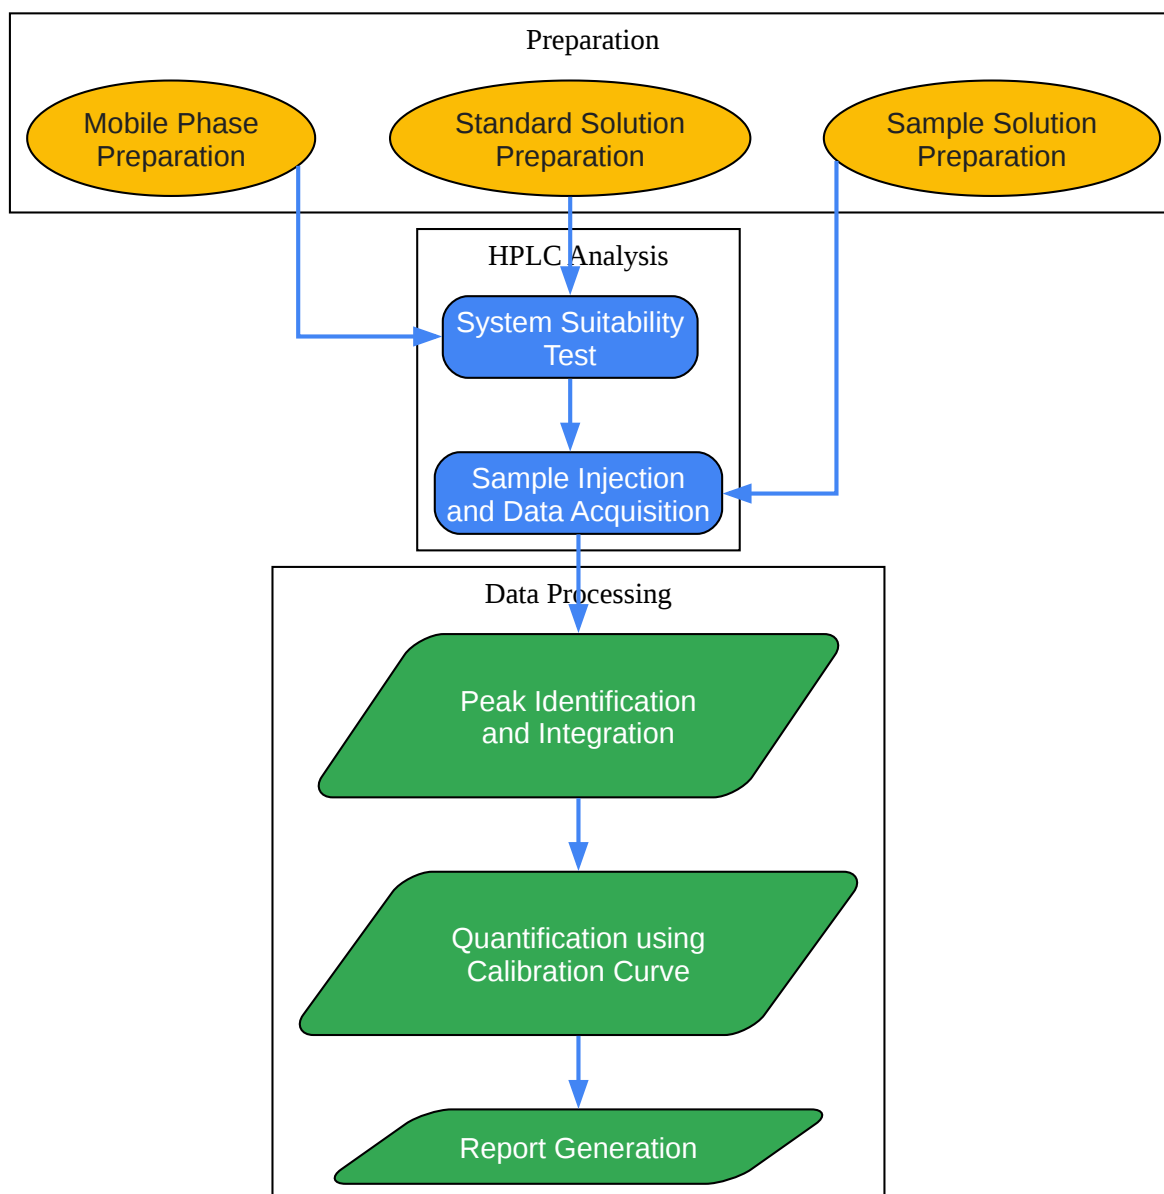 Preparation
Mobile Phase
Preparation
Standard Solution
Preparation
Sample Solution
Preparation
HPLC Analysis
System Suitability
Test
Sample Injection
and Data Acquisition
Data Processing
Peak Identification
and Integration
Quantification using
Calibration Curve
Report Generation